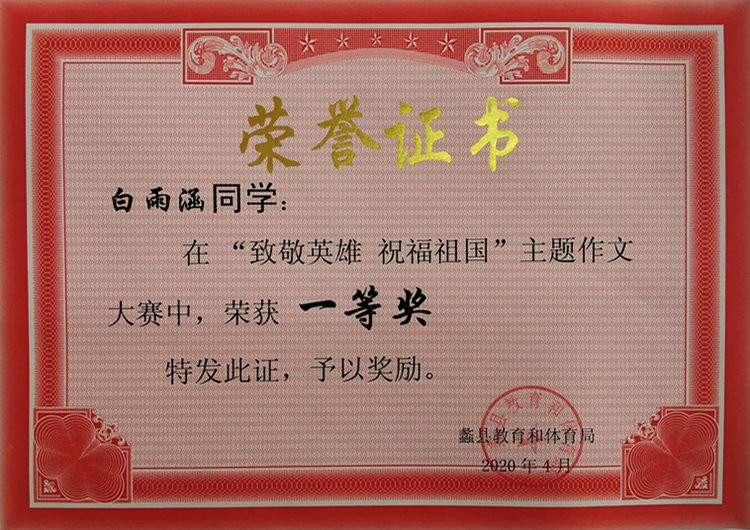 荣誉证书
白雨涵同学：
在“致敬英雄 祝福祖国”主题作文
大赛中，荣获 一等奖
特发此证，予以奖励。
蠡县教育和体育局
2020年4月